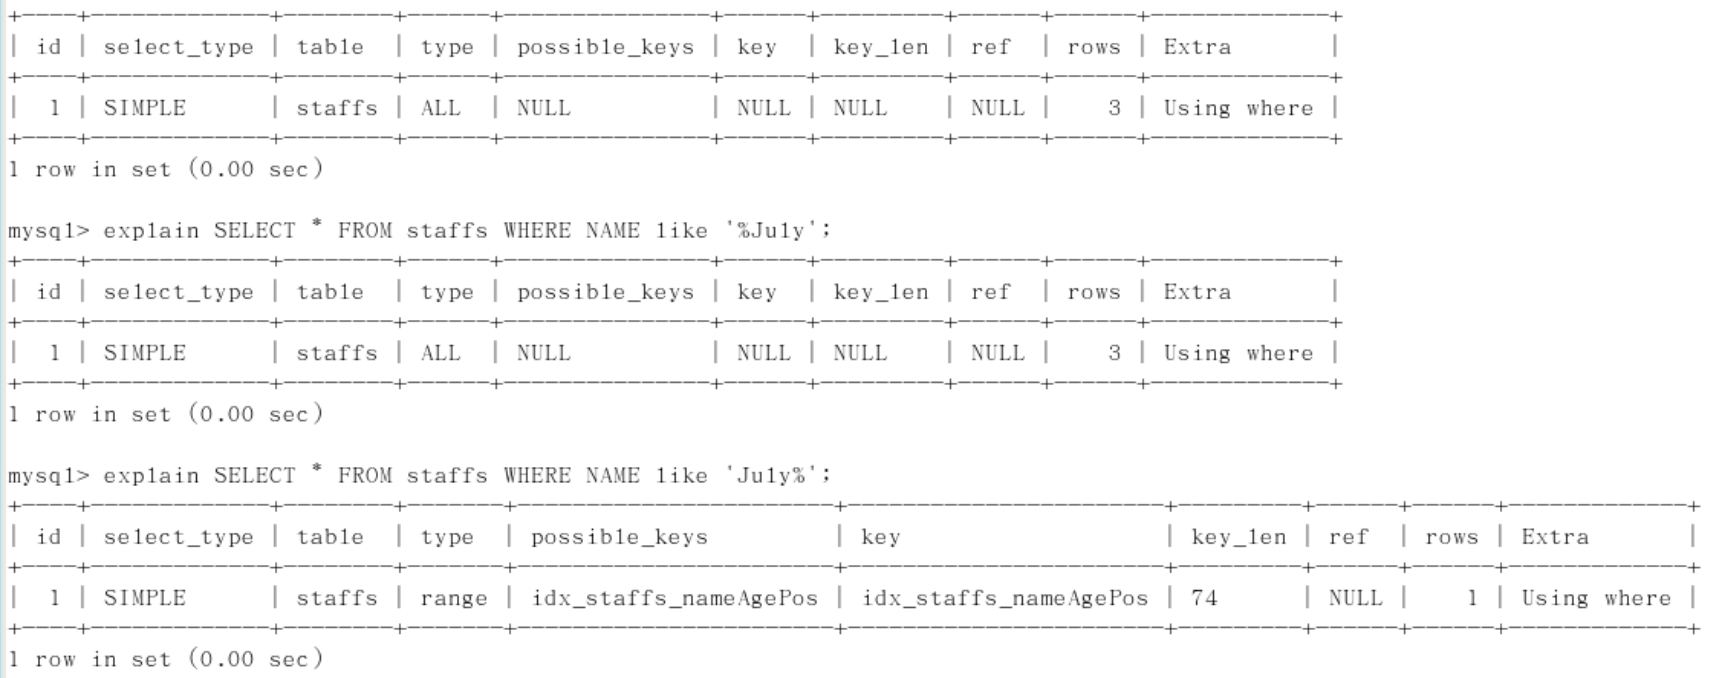 +----+-------------+--------+------+---------------+------+---------+------+------+-------------+
| id | select_type | table  | type | possible_keys | key  | key_len | ref  | rows | Extra       |
+----+-------------+--------+------+---------------+------+---------+------+------+-------------+
|  1 | SIMPLE      | staffs | ALL  | NULL          | NULL | NULL    | NULL |    3 | Using where |
+----+-------------+--------+------+---------------+------+---------+------+------+-------------+
1 row in set (0.00 sec)
mysql> explain SELECT * FROM staffs WHERE NAME like '%July';
+----+-------------+--------+------+---------------+------+---------+------+------+-------------+
| id | select_type | table  | type | possible_keys | key  | key_len | ref  | rows | Extra       |
+----+-------------+--------+------+---------------+------+---------+------+------+-------------+
|  1 | SIMPLE      | staffs | ALL  | NULL          | NULL | NULL    | NULL |    3 | Using where |
+----+-------------+--------+------+---------------+------+---------+------+------+-------------+
1 row in set (0.00 sec)
mysql> explain SELECT * FROM staffs WHERE NAME like 'July%';
+----+-------------+--------+-------+-----------------------+-----------------------+---------+------+------+-------------+
| id | select_type | table  | type  | possible_keys         | key                   | key_len | ref  | rows | Extra       |
+----+-------------+--------+-------+-----------------------+-----------------------+---------+------+------+-------------+
|  1 | SIMPLE      | staffs | range | idx_staffs_nameAgePos | idx_staffs_nameAgePos | 74      | NULL |    1 | Using where |
+----+-------------+--------+-------+-----------------------+-----------------------+---------+------+------+-------------+
1 row in set (0.00 sec)